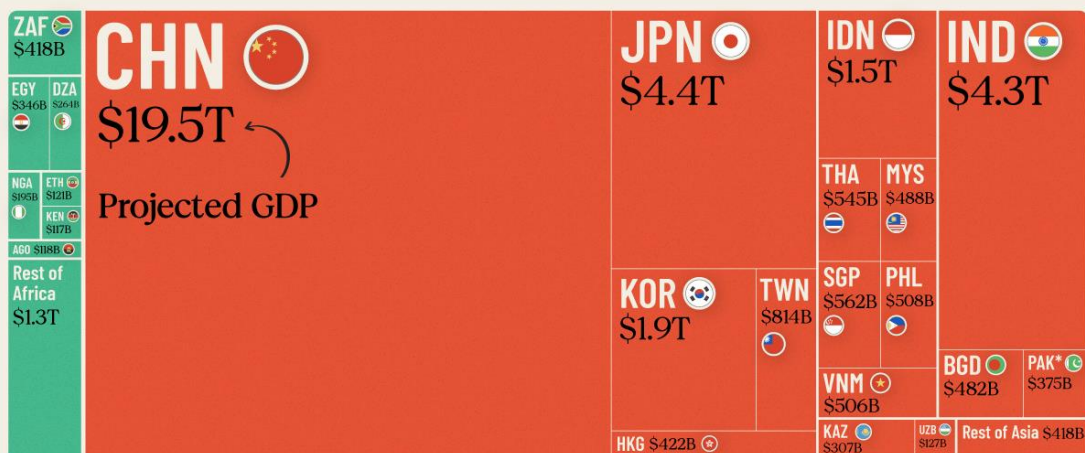 ZAF
$418B
EGY
$346B
DZA
$264B
NGA
$195B
ETH
$121B
KEN
$117B
AGO $118B
Rest of
Africa
$1.3T
CHN
$19.5T
Projected GDP
JPN
$4.4T
KOR
$1.9T
TWN
$814B
HKG $422B
IDN
$1.5T
THA
$545B
MYS
$488B
SGP
$562B
PHL
$508B
VNM
$506B
KAZ
$307B
UZB
$127B
IND
$4.3T
BGD
$482B
PAK*
$375B
Rest of Asia $418B